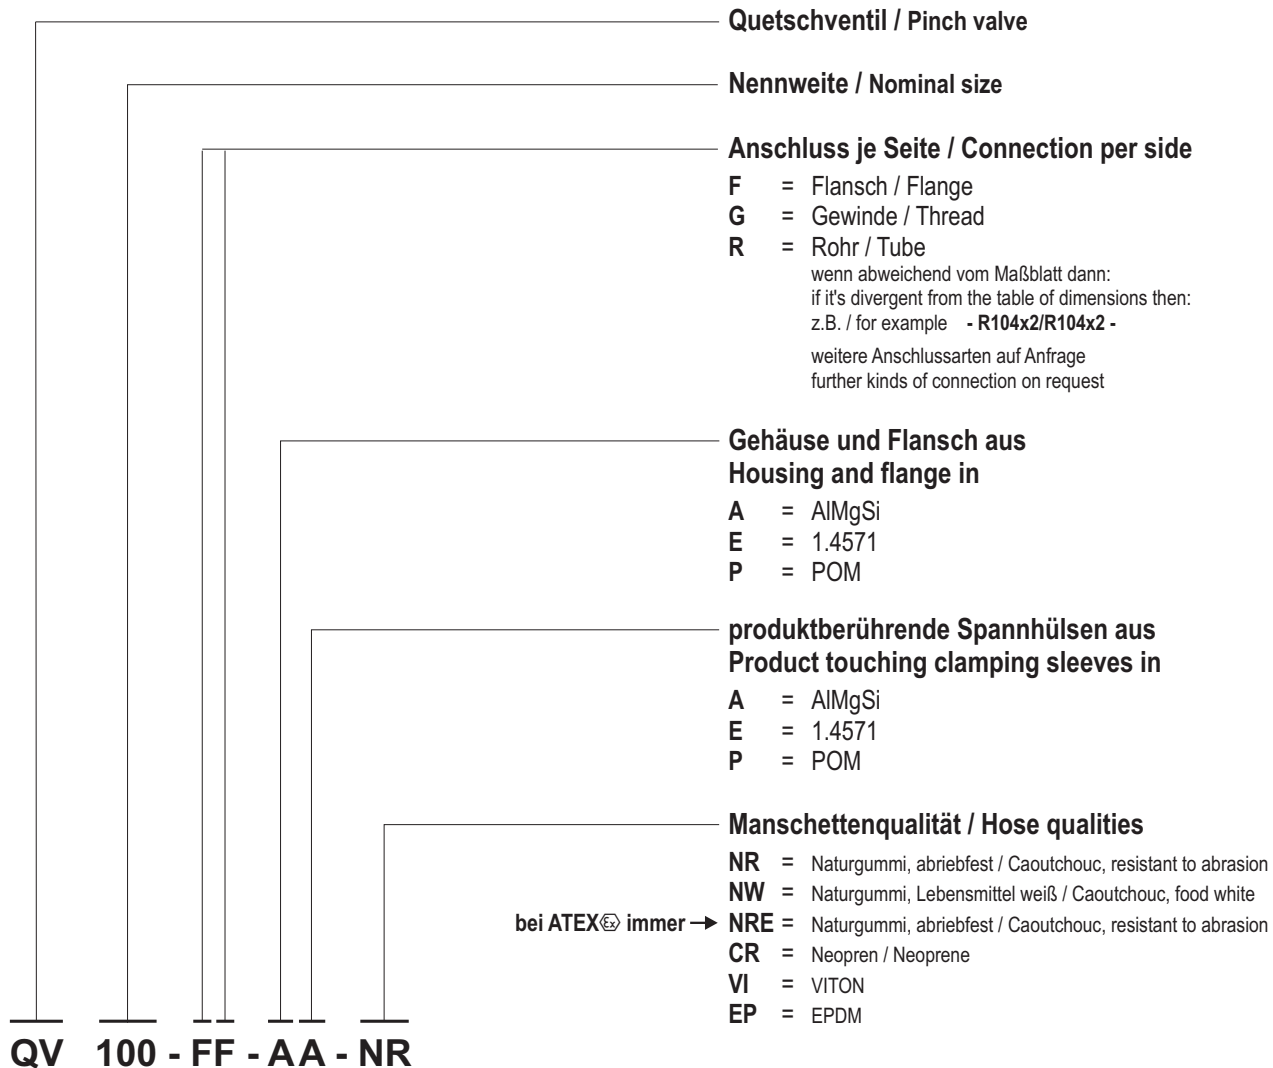 Quetschventil / Pinch valve
Nennweite / Nominal size
Anschluss je Seite / Connection per side
F = Flansch / Flange
G = Gewinde / Thread
R = Rohr / Tube
wenn abweichend vom Maßblatt dann:
if it's divergent from the table of dimensions then:
z.B. / for example - R104x2/R104x2 -
weitere Anschlussarten auf Anfrage
further kinds of connection on request
Gehäuse und Flansch aus
Housing and flange in
A = AlMgSi
E = 1.4571
P = POM
produktberührende Spannhülsen aus
Product touching clamping sleeves in
A = AlMgSi
E = 1.4571
P = POM
Manschettenqualität / Hose qualities
NR = Naturgummi, abriebfest / Caoutchouc, resistant to abrasion
NW = Naturgummi, Lebensmittel weiß / Caoutchouc, food white
bei ATEX Ex immer → NRE = Naturgummi, abriebfest / Caoutchouc, resistant to abrasion
CR = Neopren / Neoprene
VI = VITON
EP = EPDM
QV 100 - FF - AA - NR